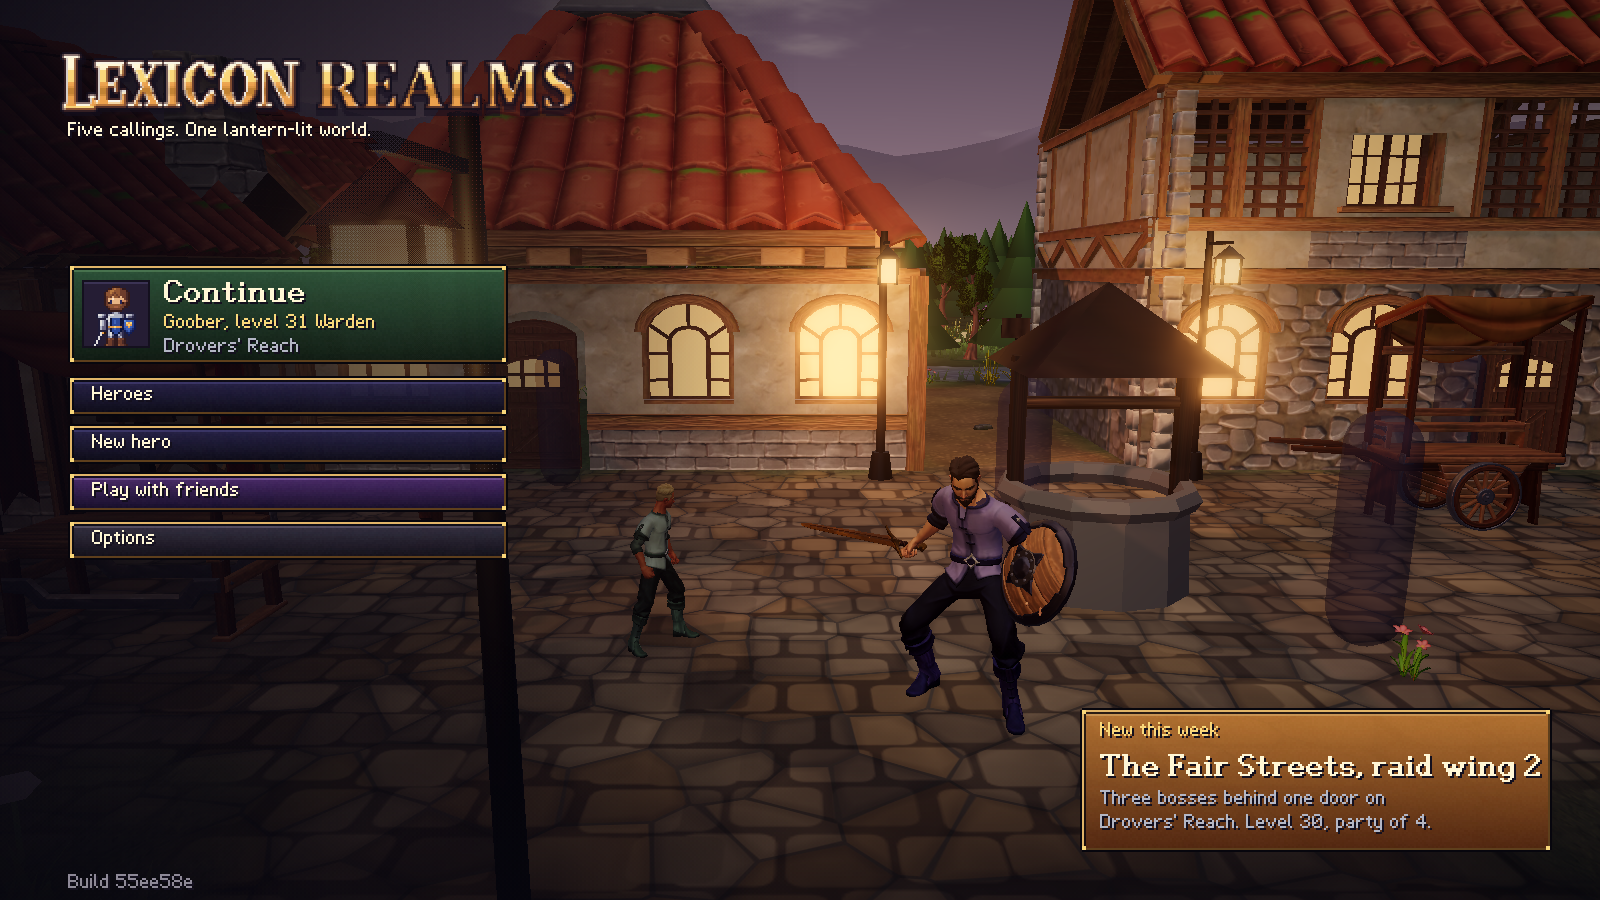 LEXICON REALMS
Five callings. One lantern-lit world.
Continue
Goober, level 31 Warden
Drovers' Reach
Heroes
New hero
Play with friends
Options
New this week
The Fair Streets, raid wing 2
Three bosses behind one door on
Drovers' Reach. Level 30, party of 4.
Build 55ee58e